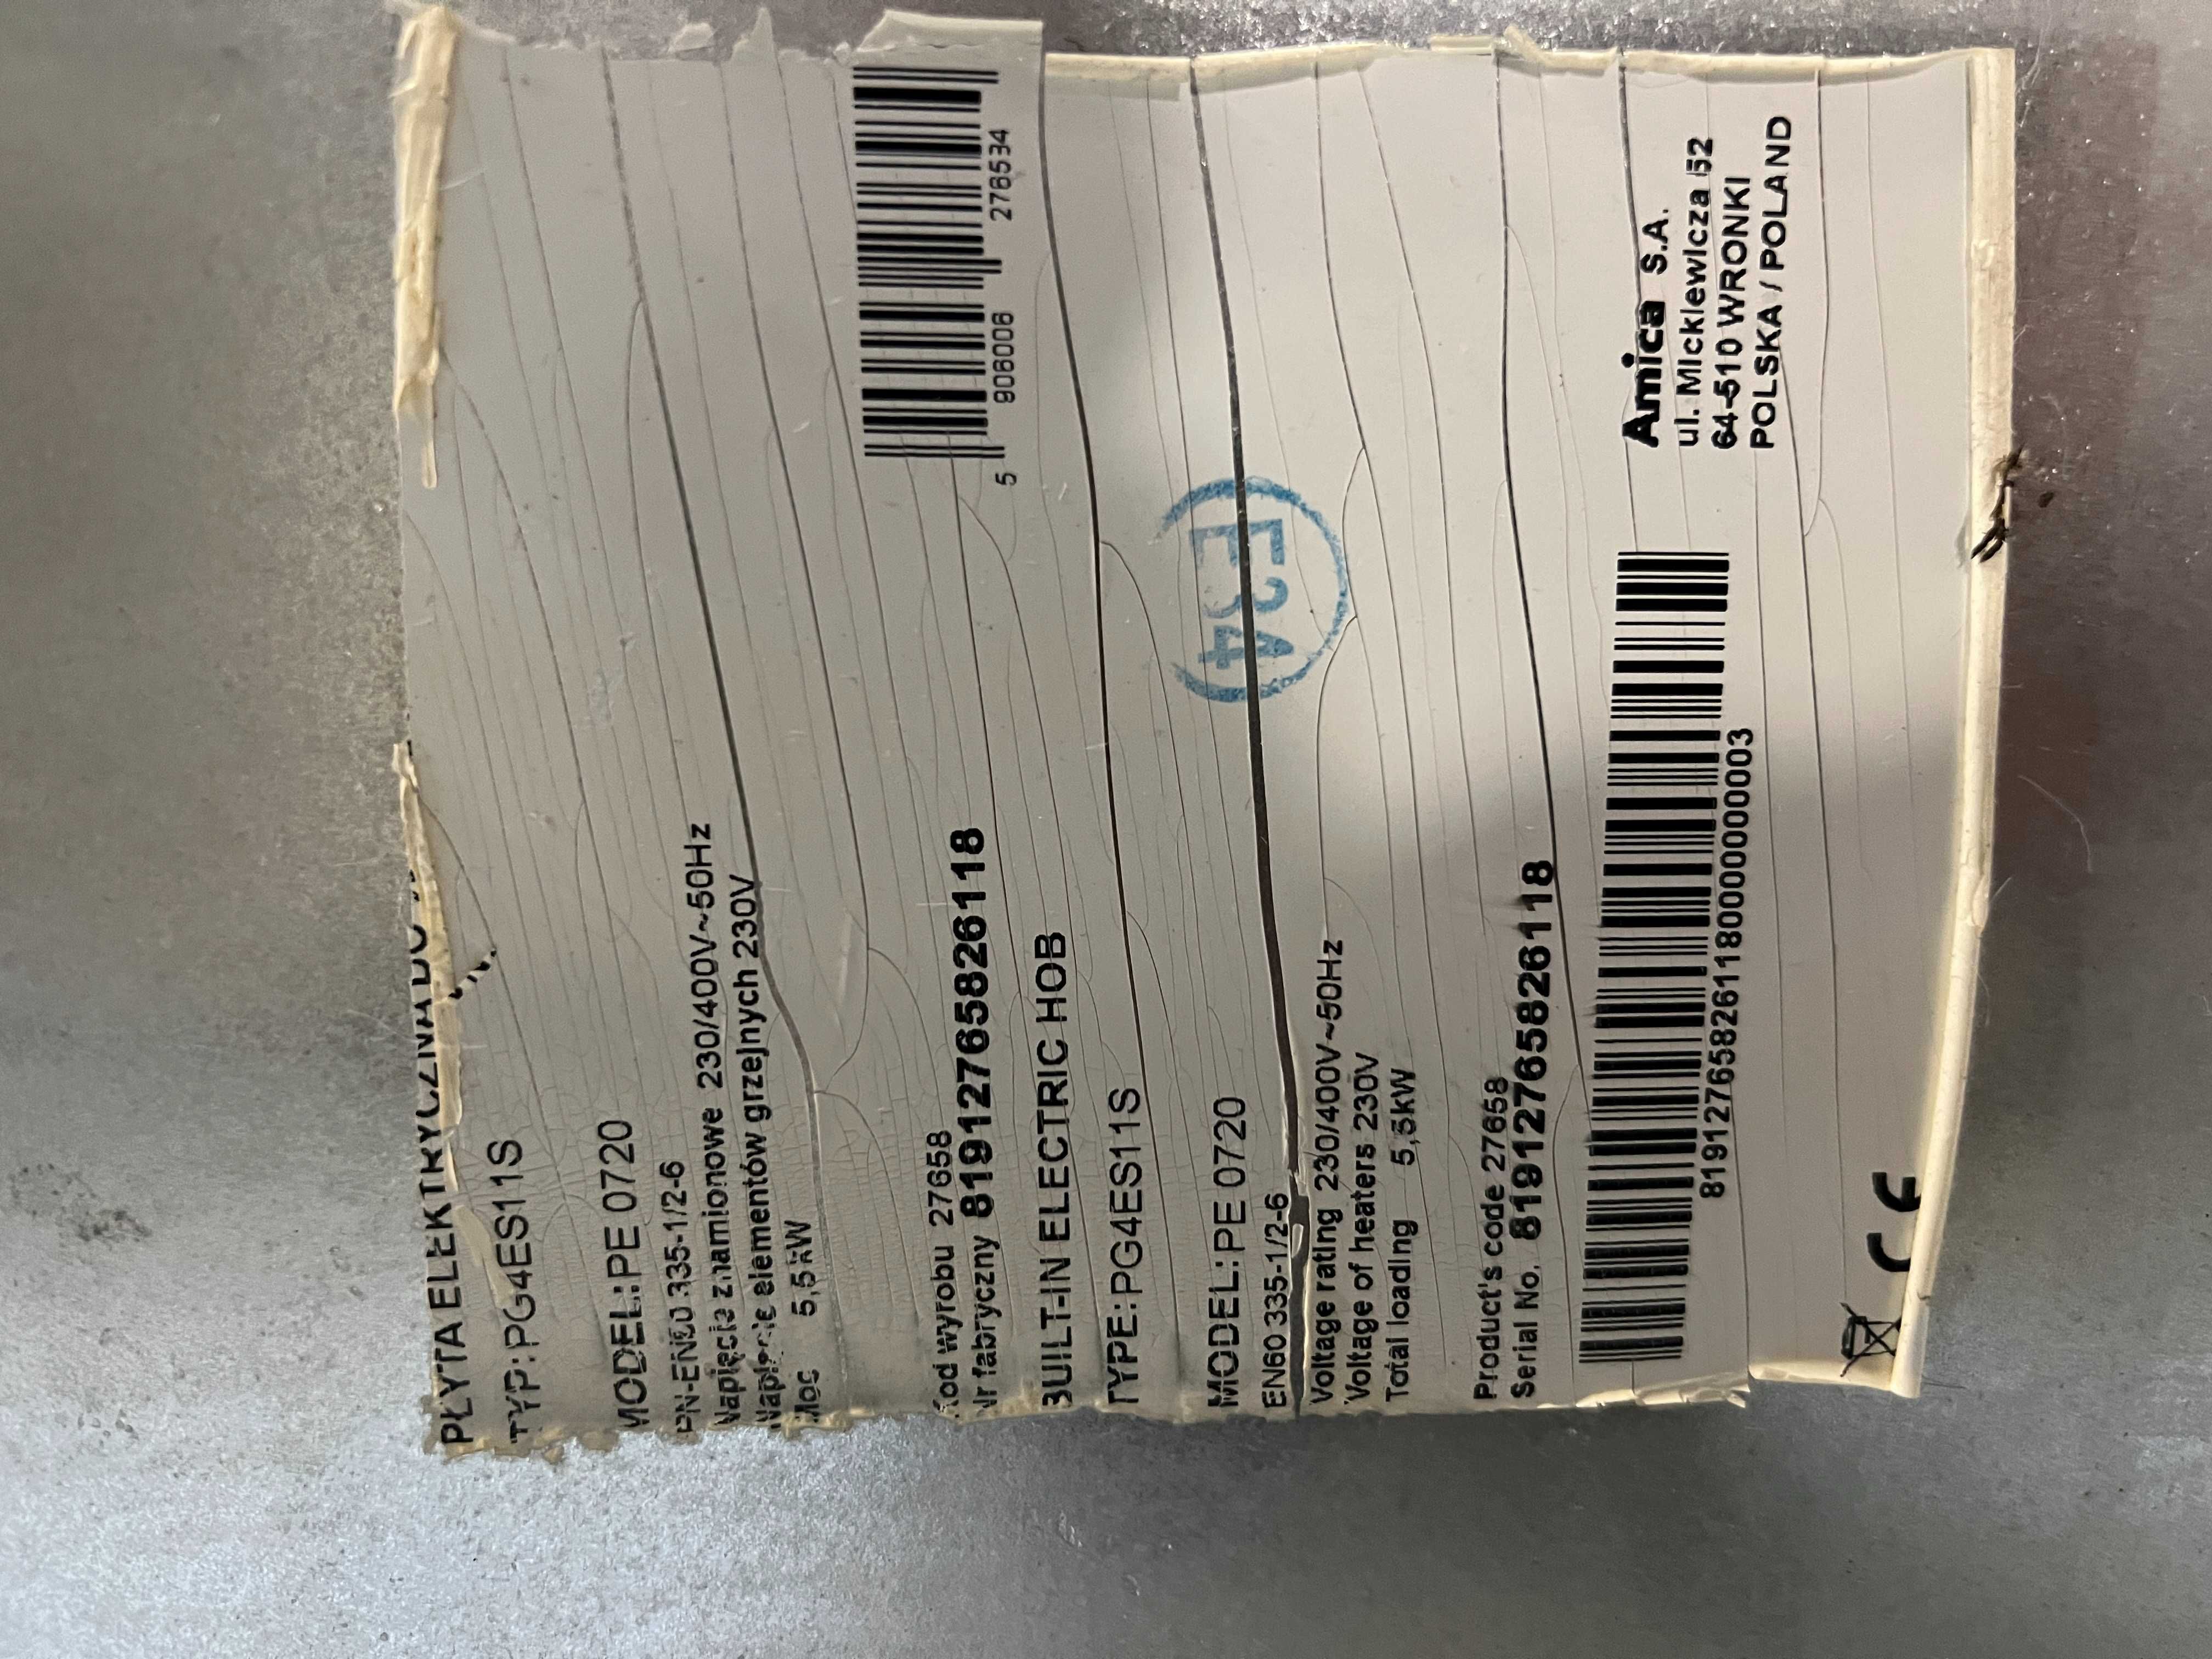 PŁYTA ELEKTRYCZNA DO
TYP: PG4ES11S
MODEL: PE 0720
PN-EN60 335-1/2-6
Napięcie znamionowe 230/400V~50Hz
Napięcie elementów grzejnych 230V
Moc 5,5 kW
5 906006 276534
Kod wyrobu 27658
Nr fabryczny 8191276582611​8
BUILT-IN ELECTRIC HOB
TYPE: PG4ES11S
MODEL: PE 0720
E34
EN60 335-1/2-6
Voltage rating 230/400V~50Hz
Voltage of heaters 230V
Total loading 5,5kW
Product's code 27658
Serial No. 81912765826118
819127658261180000000003
Amica S.A.
ul. Mickiewicza 52
64-510 WRONKI
POLSKA / POLAND
CE